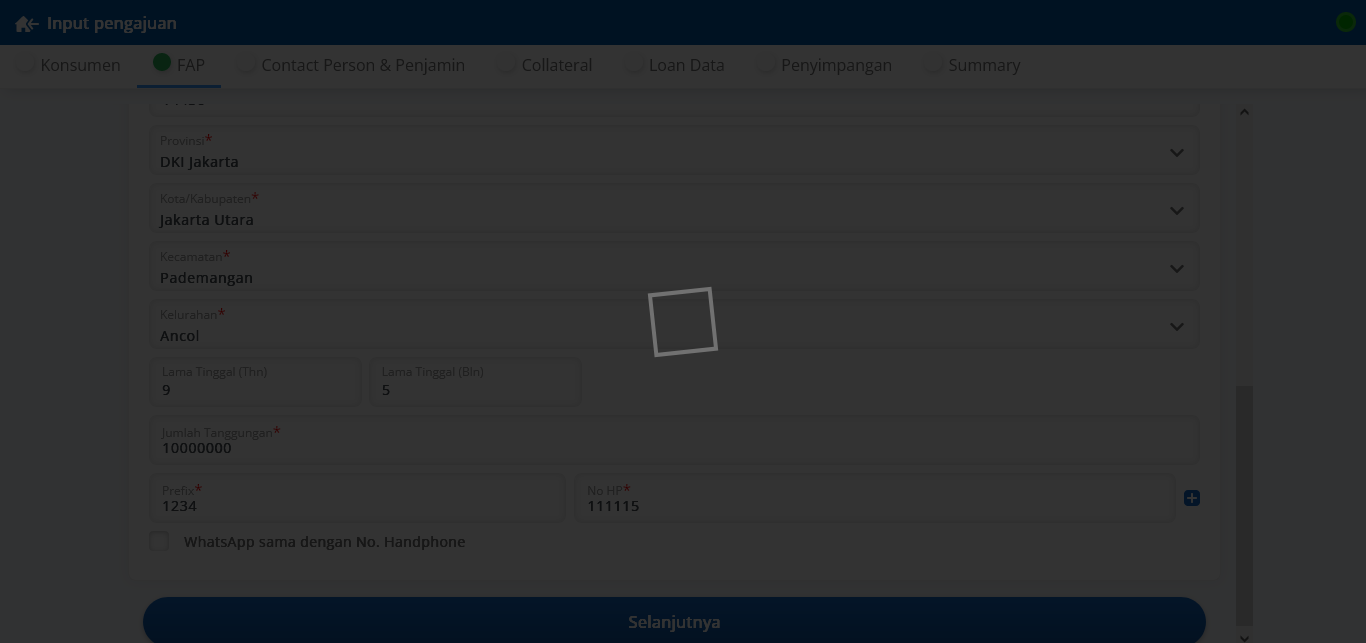 Input pengajuan
Konsumen FAP Contact Person & Penjamin Collateral Loan Data Penyimpangan Summary
Provinsi*
DKI Jakarta
Kota/Kabupaten*
Jakarta Utara
Kecamatan*
Pademangan
Kelurahan*
Ancol
Lama Tinggal (Thn) Lama Tinggal (Bln)
9 5
Jumlah Tanggungan*
10000000
Prefix* No HP*
1234 111115
WhatsApp sama dengan No. Handphone
Selanjutnya